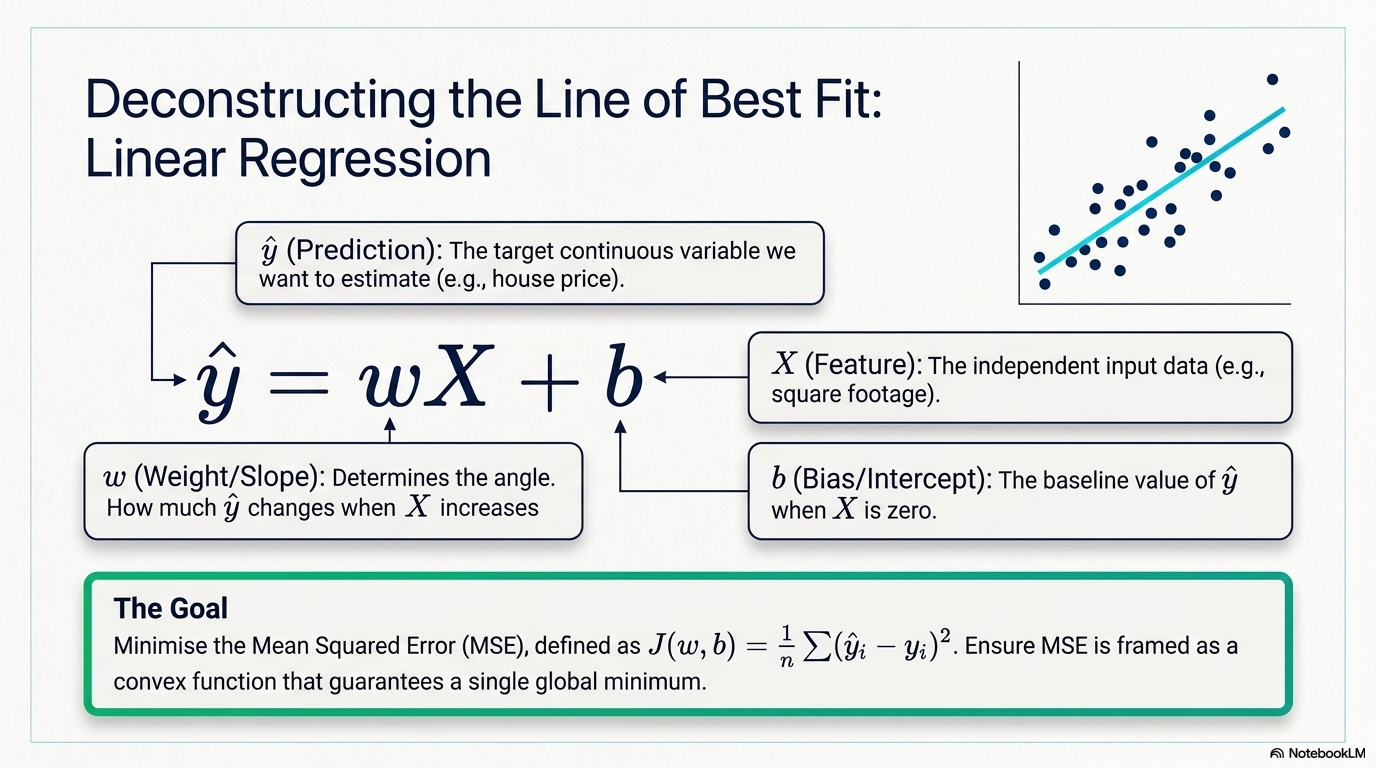 Deconstructing the Line of Best Fit:
Linear Regression
ŷ (Prediction): The target continuous variable we
want to estimate (e.g., house price).
ŷ = wX + b
X (Feature): The independent input data (e.g.,
square footage).
w (Weight/Slope): Determines the angle.
How much ŷ changes when X increases
b (Bias/Intercept): The baseline value of ŷ
when X is zero.
The Goal
Minimise the Mean Squared Error (MSE), defined as J(w, b) = 1/n ∑(ŷᵢ − yᵢ)². Ensure MSE is framed as a
convex function that guarantees a single global minimum.
NotebookLM